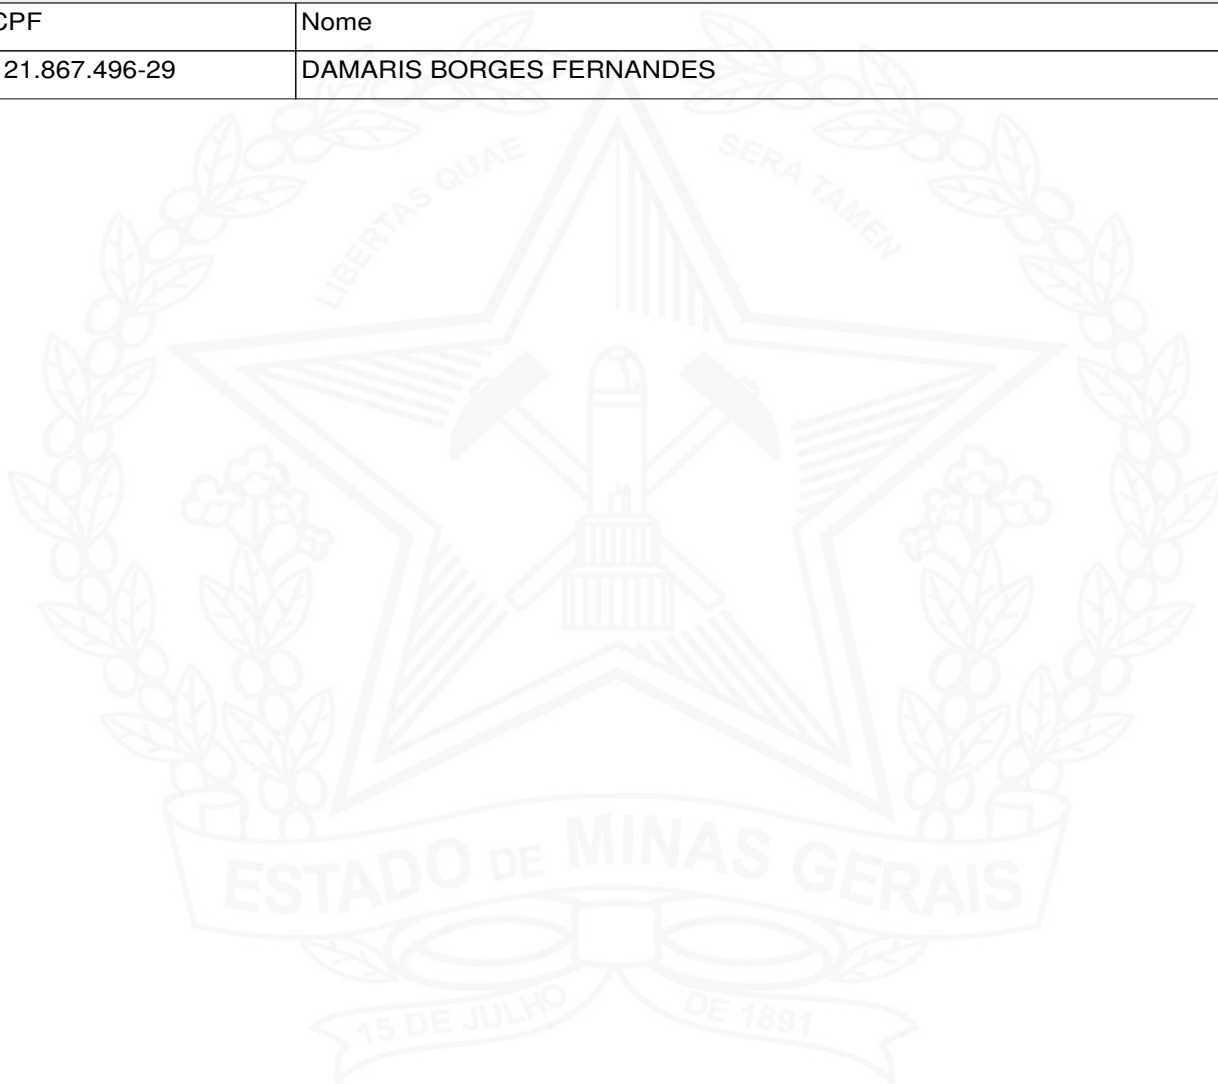 CPF Nome
21.867.496-29 DAMARIS BORGES FERNANDES
LIBERTAS QUAE SERA TAMEN
ESTADO DE MINAS GERAIS
15 DE JULHO DE 1891